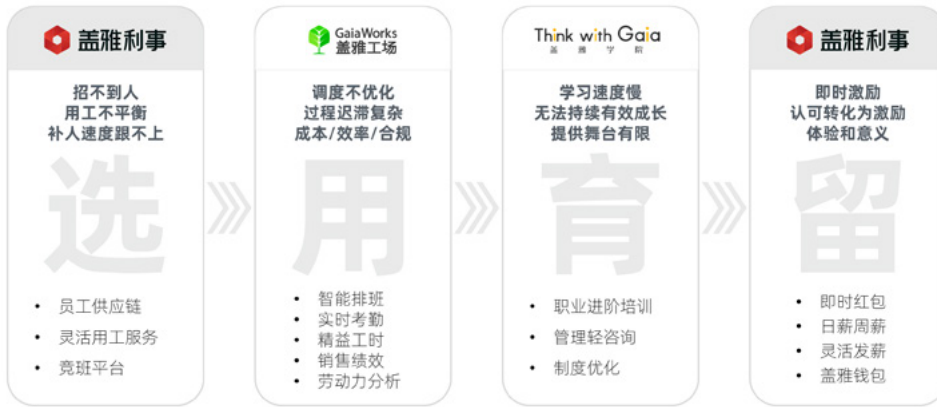 盖雅利事
招不到人
用工不平衡
补人速度跟不上
选
• 员工供应链
• 灵活用工服务
• 竞班平台
GaiaWorks
盖雅工场
调度不优化
过程迟滞复杂
成本/效率/合规
用
• 智能排班
• 实时考勤
• 精益工时
• 销售绩效
• 劳动力分析
Think with Gaia
盖雅学院
学习速度慢
无法持续有效成长
提供舞台有限
育
• 职业进阶培训
• 管理轻咨询
• 制度优化
盖雅利事
即时激励
认可转化为激励
体验和意义
留
• 即时红包
• 日薪周薪
• 灵活发薪
• 盖雅钱包